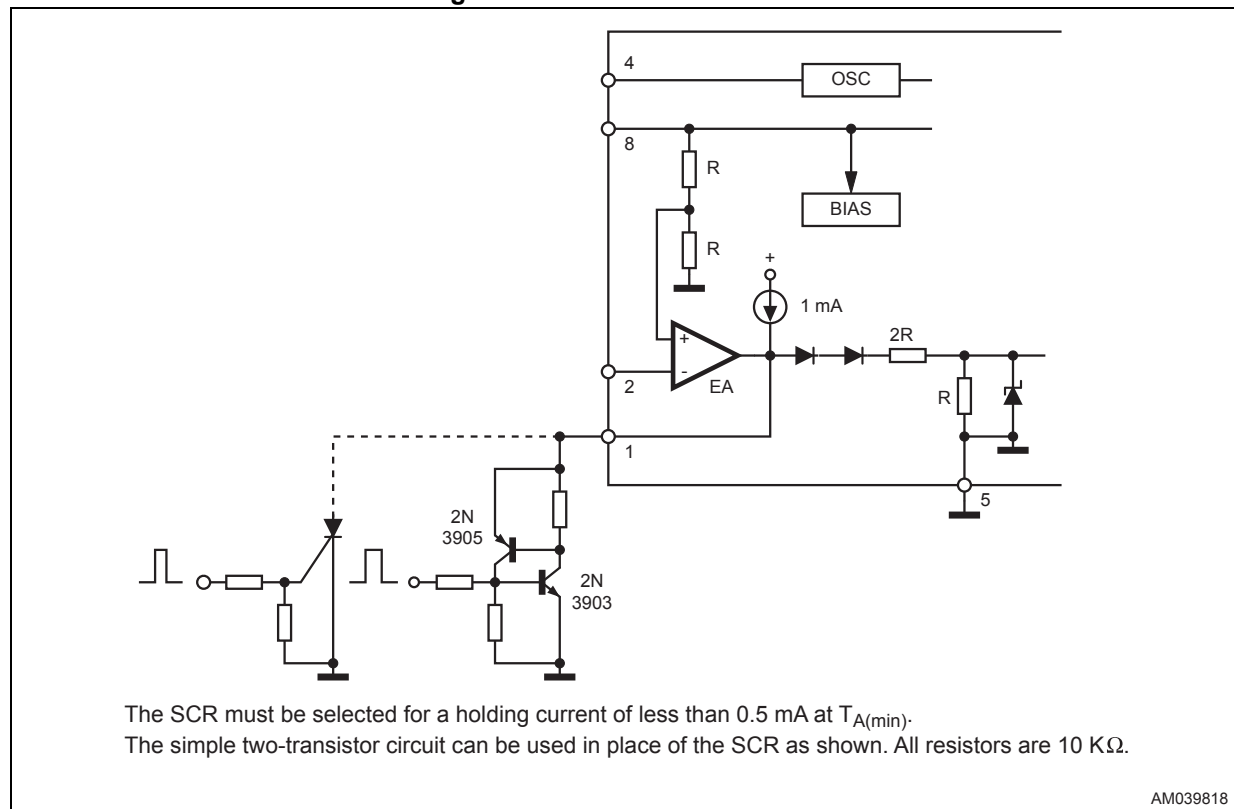 4
OSC
8
R
BIAS
R
+
1 mA
2R
+
-
EA
2
R
1
5
2N
3905
2N
3903
The SCR must be selected for a holding current of less than 0.5 mA at TA(min).
The simple two-transistor circuit can be used in place of the SCR as shown. All resistors are 10 KΩ.
AM039818